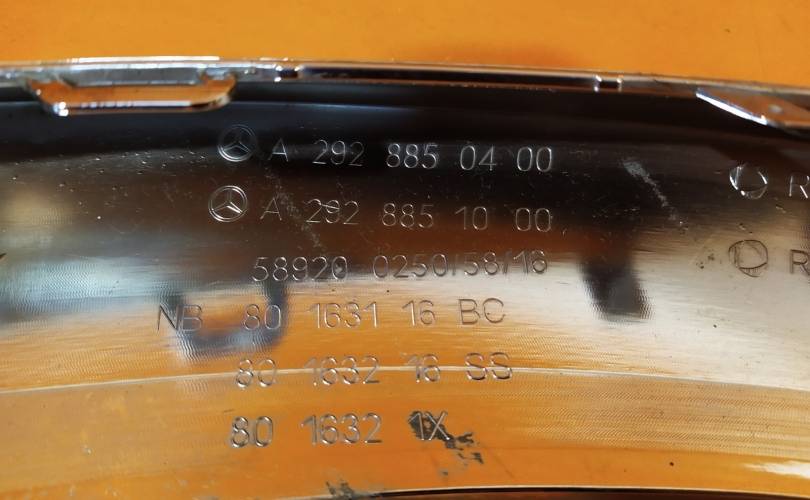 A 292 885 04 00
A 292 885 10 00 R
58920 0250/58/16 R
NB 80 1631 16 BC
80 1632 16 SS
80 1632 1X